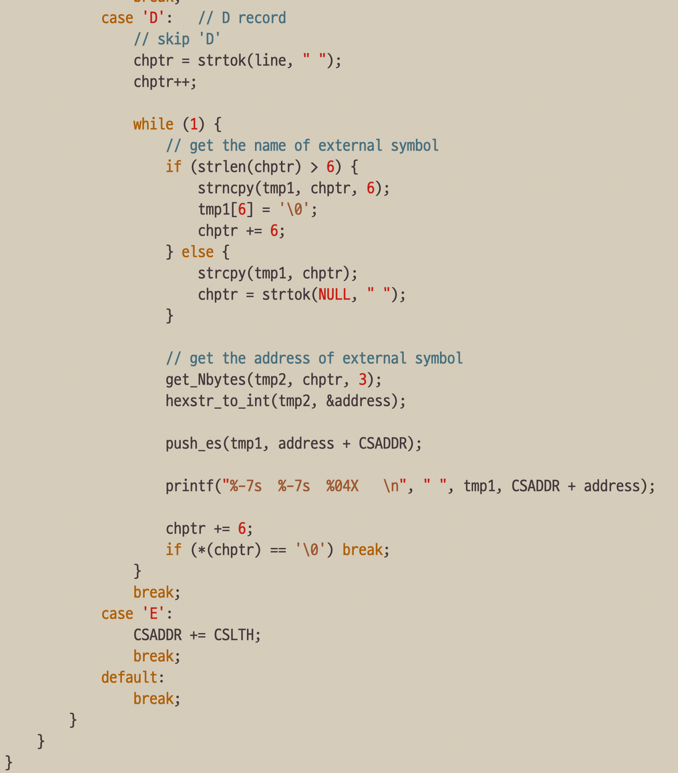 break;
case 'D':   // D record
// skip 'D'
chptr = strtok(line, " ");
chptr++;
while (1) {
// get the name of external symbol
if (strlen(chptr) > 6) {
strncpy(tmp1, chptr, 6);
tmp1[6] = '\0';
chptr += 6;
} else {
strcpy(tmp1, chptr);
chptr = strtok(NULL, " ");
}
// get the address of external symbol
get_Nbytes(tmp2, chptr, 3);
hexstr_to_int(tmp2, &address);
push_es(tmp1, address + CSADDR);
printf("%-7s  %-7s  %04X   \n", " ", tmp1, CSADDR + address);
chptr += 6;
if (*(chptr) == '\0') break;
}
break;
case 'E':
CSADDR += CSLTH;
break;
default:
break;
}
}
}